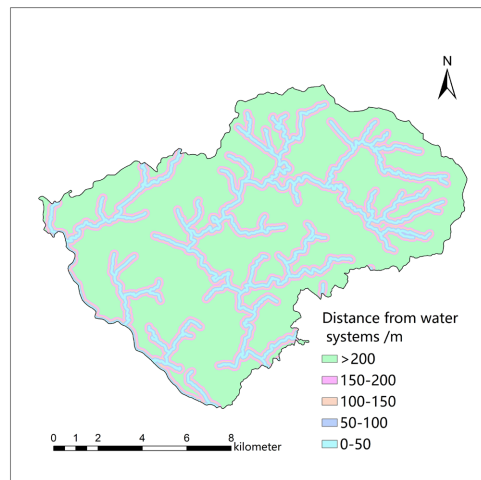 N
Distance from water
systems /m
>200
150-200
100-150
50-100
0-50
0 1 2 4 6 8
kilometer